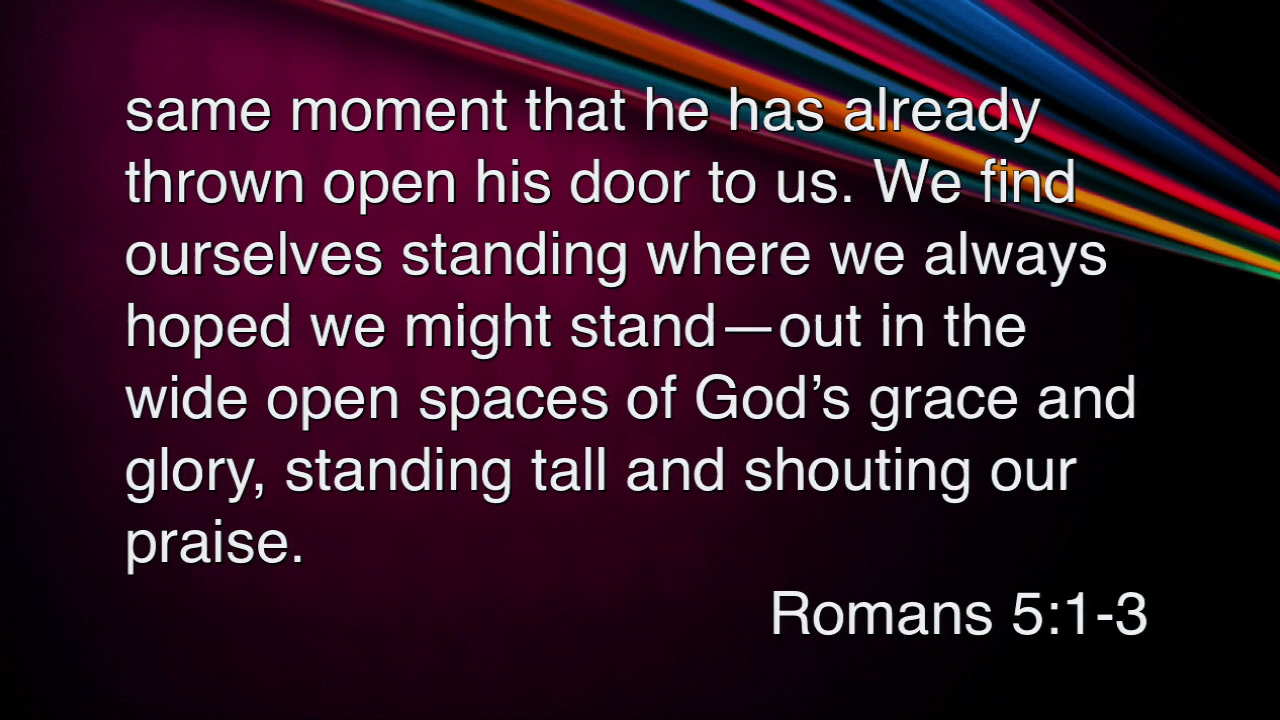 same moment that he has already
thrown open his door to us. We find
ourselves standing where we always
hoped we might stand—out in the
wide open spaces of God’s grace and
glory, standing tall and shouting our
praise.
Romans 5:1-3